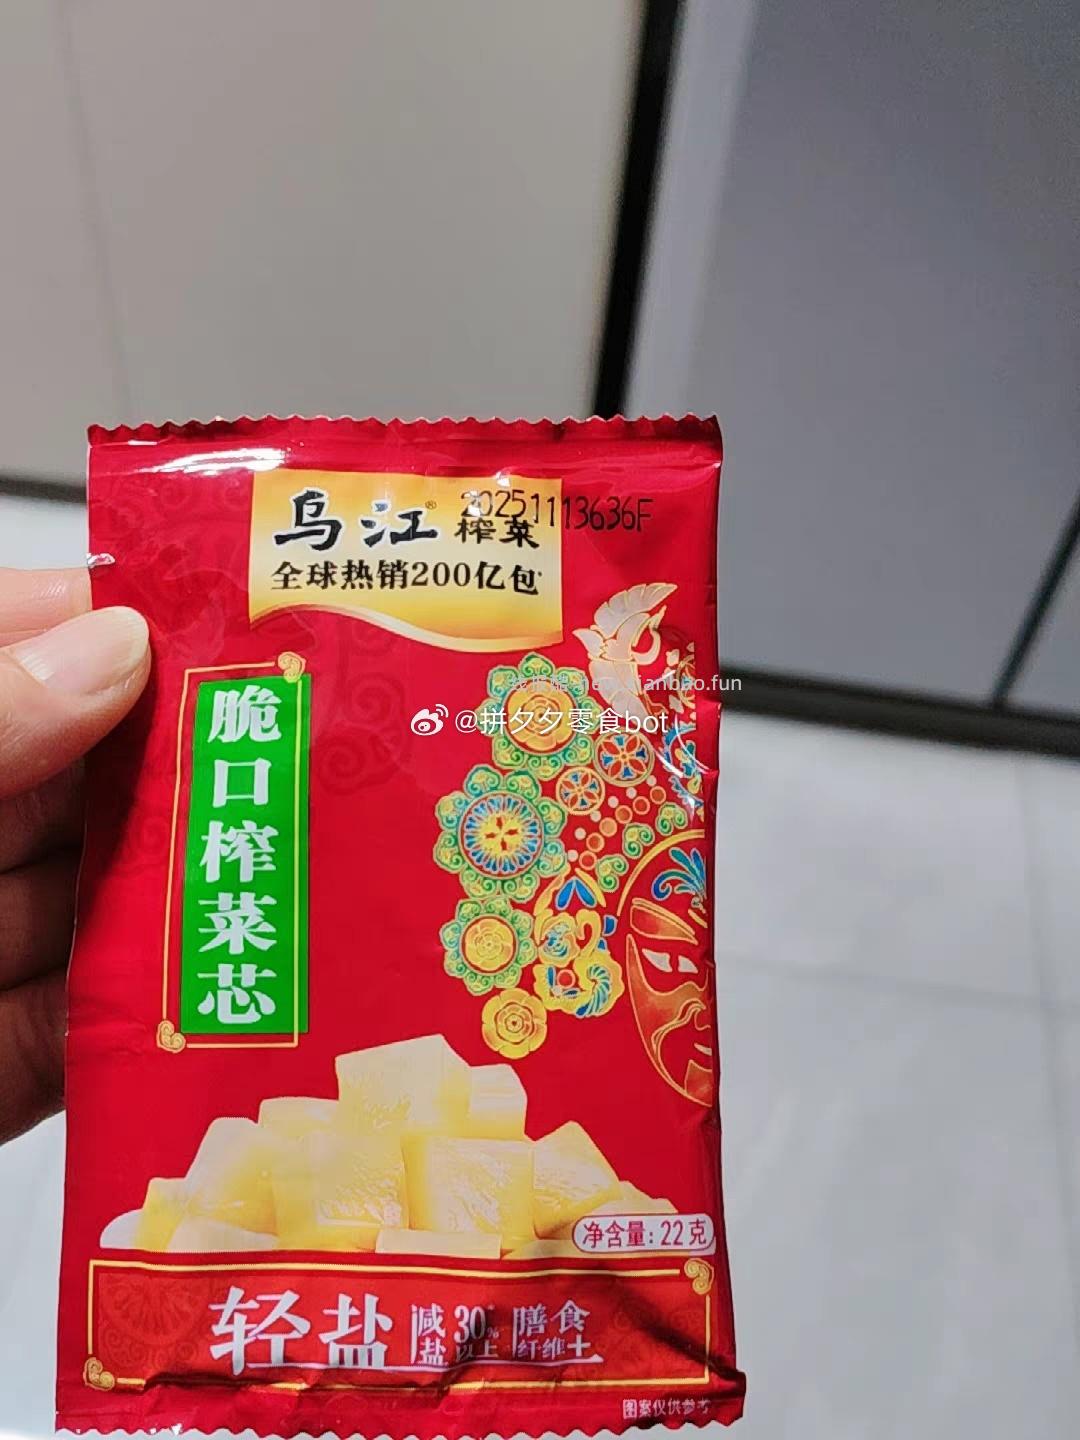 20251113636F
乌江®榨菜
全球热销200亿包*
@拼夕夕零食bot
脆口榨菜芯
净含量：22克
轻盐
减盐30%以上
膳食纤维+
图案仅供参考